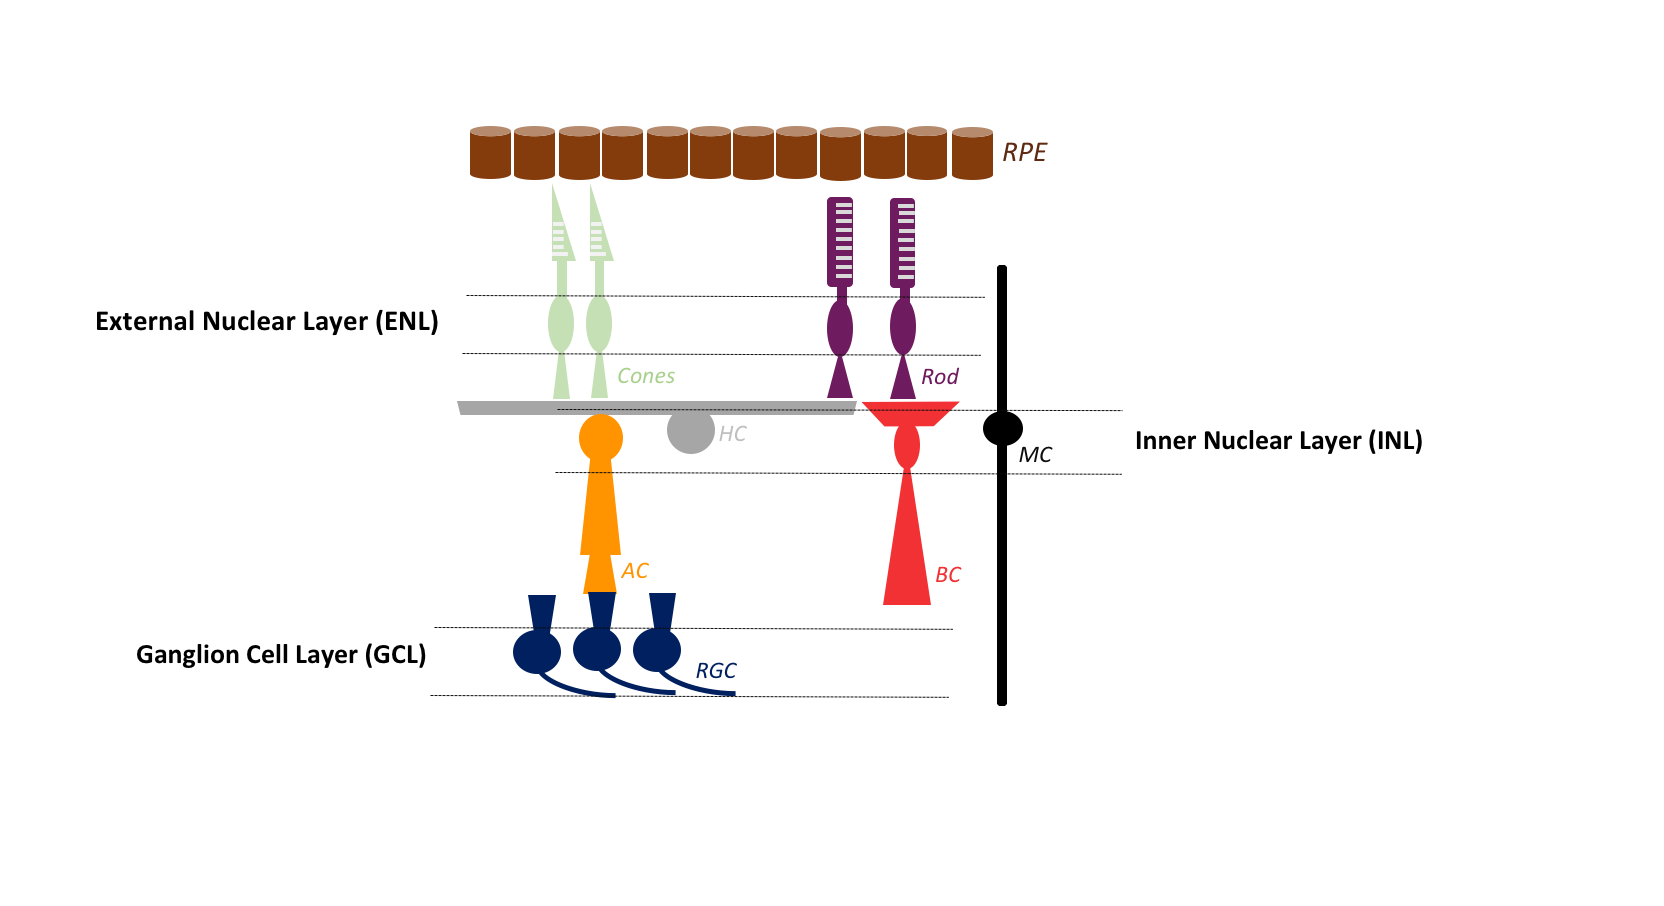 RPE
External Nuclear Layer (ENL)
Cones
Rod
HC
Inner Nuclear Layer (INL)
MC
AC
BC
Ganglion Cell Layer (GCL)
RGC